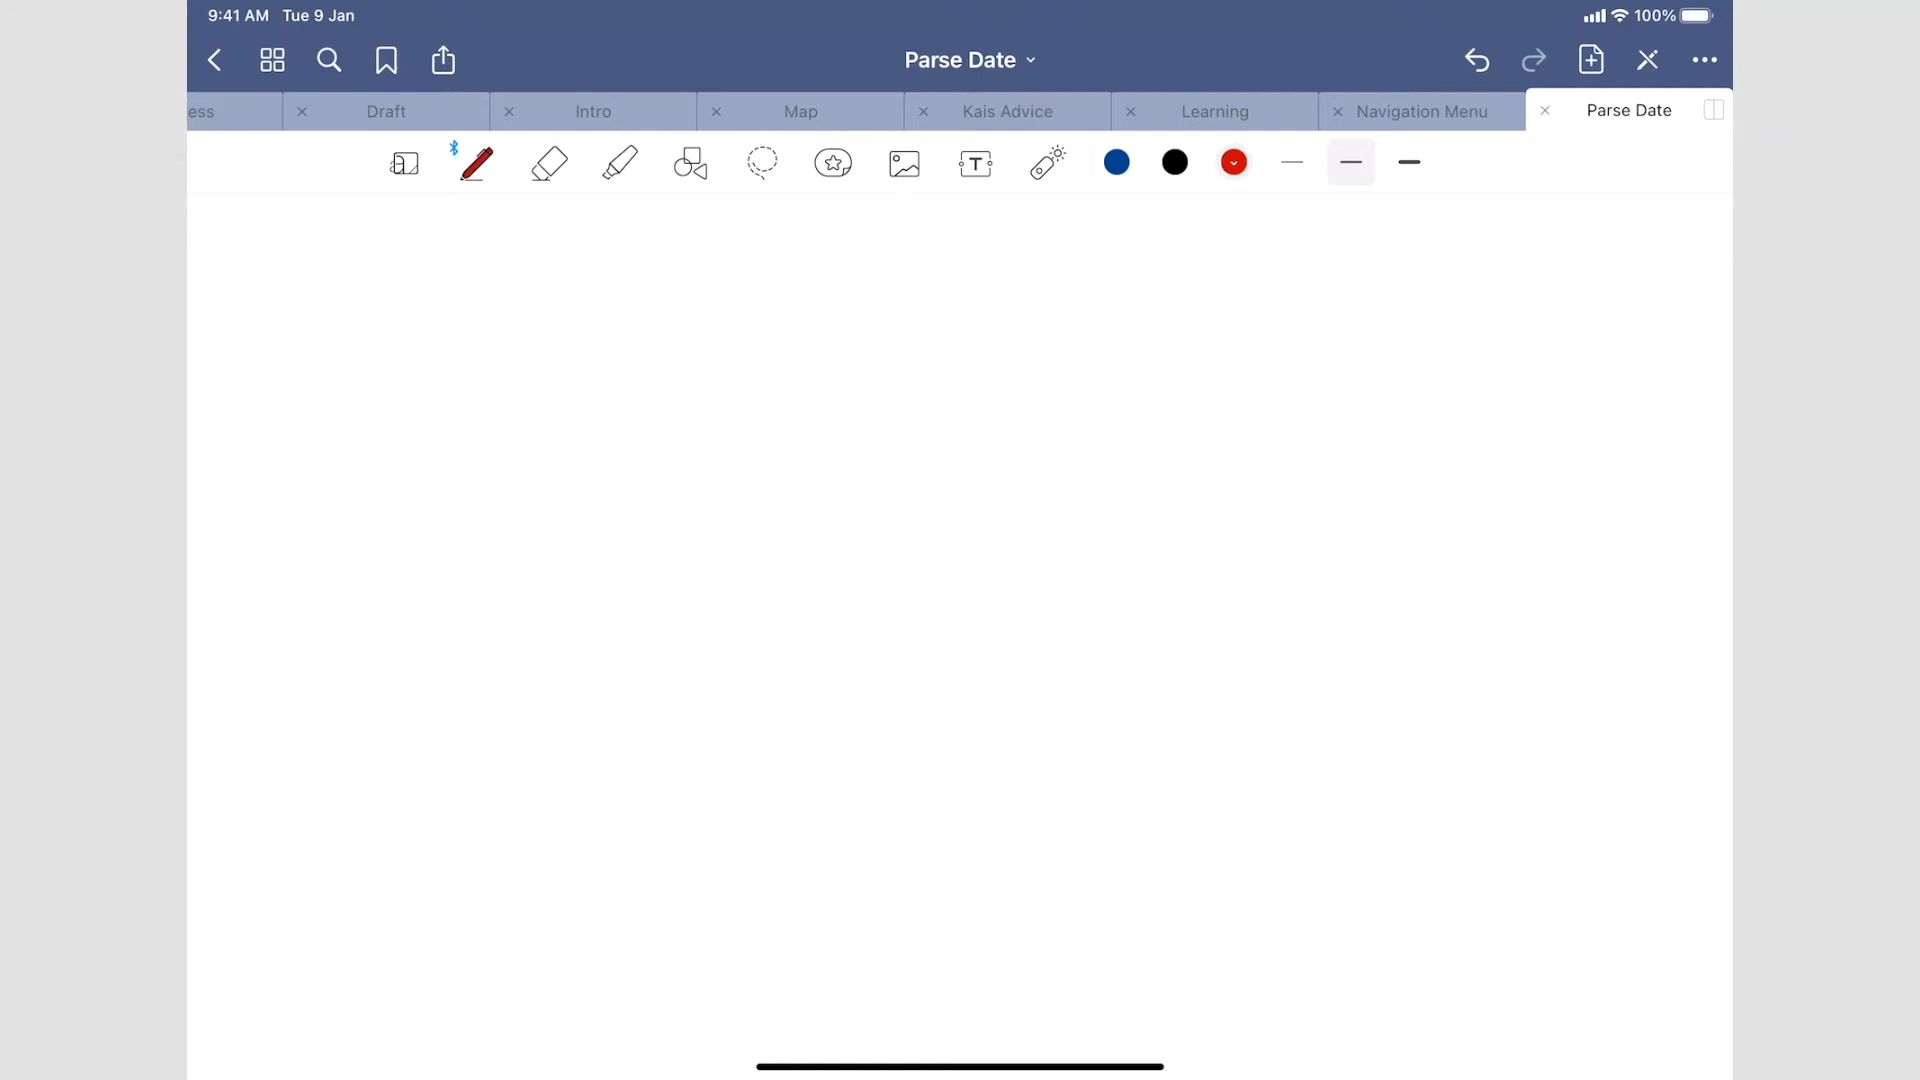 9:41 AM Tue 9 Jan 100%
Parse Date
ess Draft Intro Map Kais Advice Learning Navigation Menu Parse Date
a T